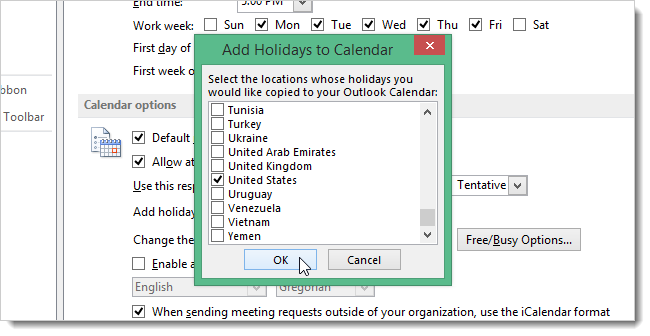 End time: 5:00 PM
Work week: Sun Mon Tue Wed Thu Fri Sat
First day of
First week o
bbon
Toolbar
Calendar options
Default
Allow at
Use this resp
Tentative
Add holiday
Change the
Free/Busy Options...
Enable a
English Gregorian
When sending meeting requests outside of your organization, use the iCalendar format
Add Holidays to Calendar
Select the locations whose holidays you
would like copied to your Outlook Calendar:
Tunisia
Turkey
Ukraine
United Arab Emirates
United Kingdom
United States
Uruguay
Venezuela
Vietnam
Yemen
OK Cancel